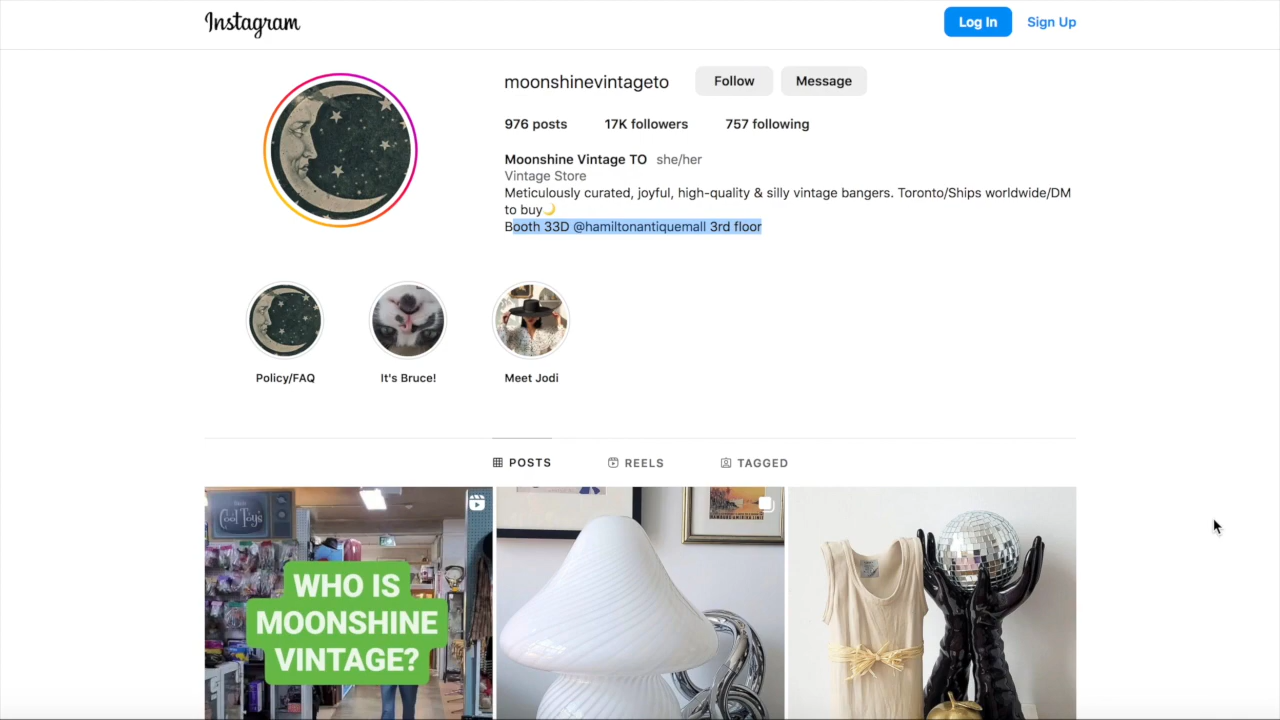 Instagram
Log In
Sign Up
moonshinevintageto
Follow
Message
976 posts
17K followers
757 following
Moonshine Vintage TO she/her
Vintage Store
Meticulously curated, joyful, high-quality & silly vintage bangers. Toronto/Ships worldwide/DM
to buy🌙
Booth 33D @hamiltonantiquemall 3rd floor
Policy/FAQ
It's Bruce!
Meet Jodi
POSTS
REELS
TAGGED
Cool Toys
WHO IS
MOONSHINE
VINTAGE?